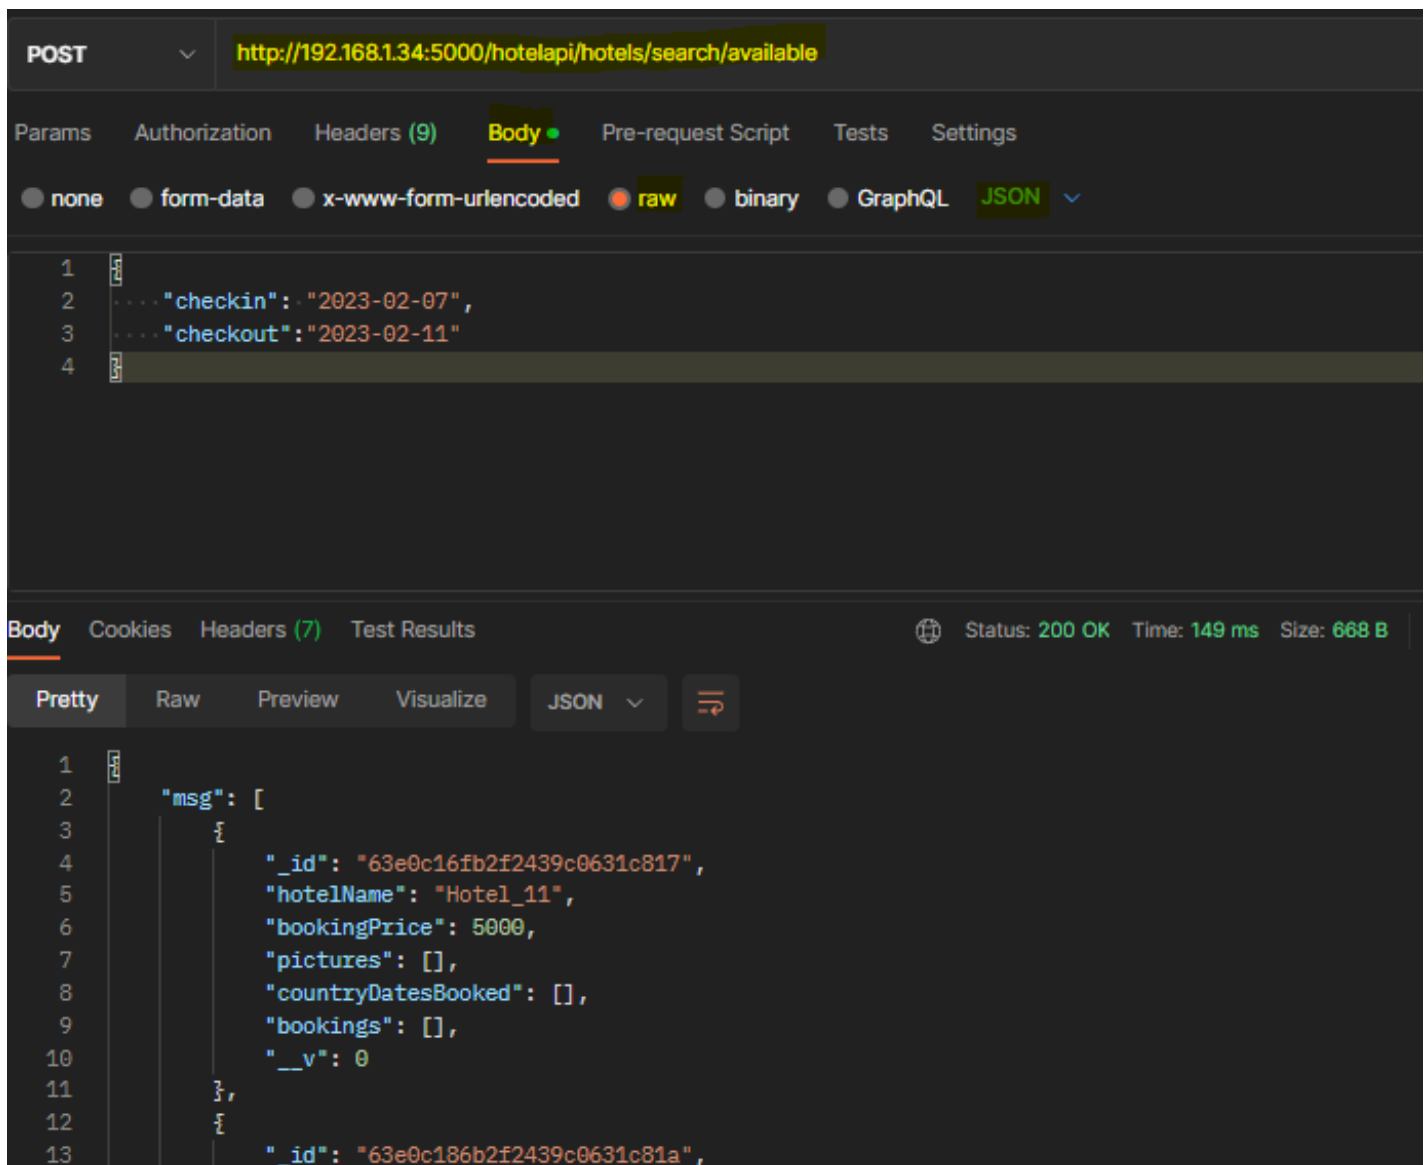 POST http://192.168.1.34:5000/hotelapi/hotels/search/available
Params Authorization Headers (9) Body Pre-request Script Tests Settings
none form-data x-www-form-urlencoded raw binary GraphQL JSON
1 {
2 "checkin": "2023-02-07",
3 "checkout":"2023-02-11"
4 }
Body Cookies Headers (7) Test Results Status: 200 OK Time: 149 ms Size: 668 B
Pretty Raw Preview Visualize JSON
1 {
2 "msg": [
3 {
4 "_id": "63e0c16fb2f2439c0631c817",
5 "hotelName": "Hotel_11",
6 "bookingPrice": 5000,
7 "pictures": [],
8 "countryDatesBooked": [],
9 "bookings": [],
10 "__v": 0
11 },
12 {
13 "_id": "63e0c186b2f2439c0631c81a",